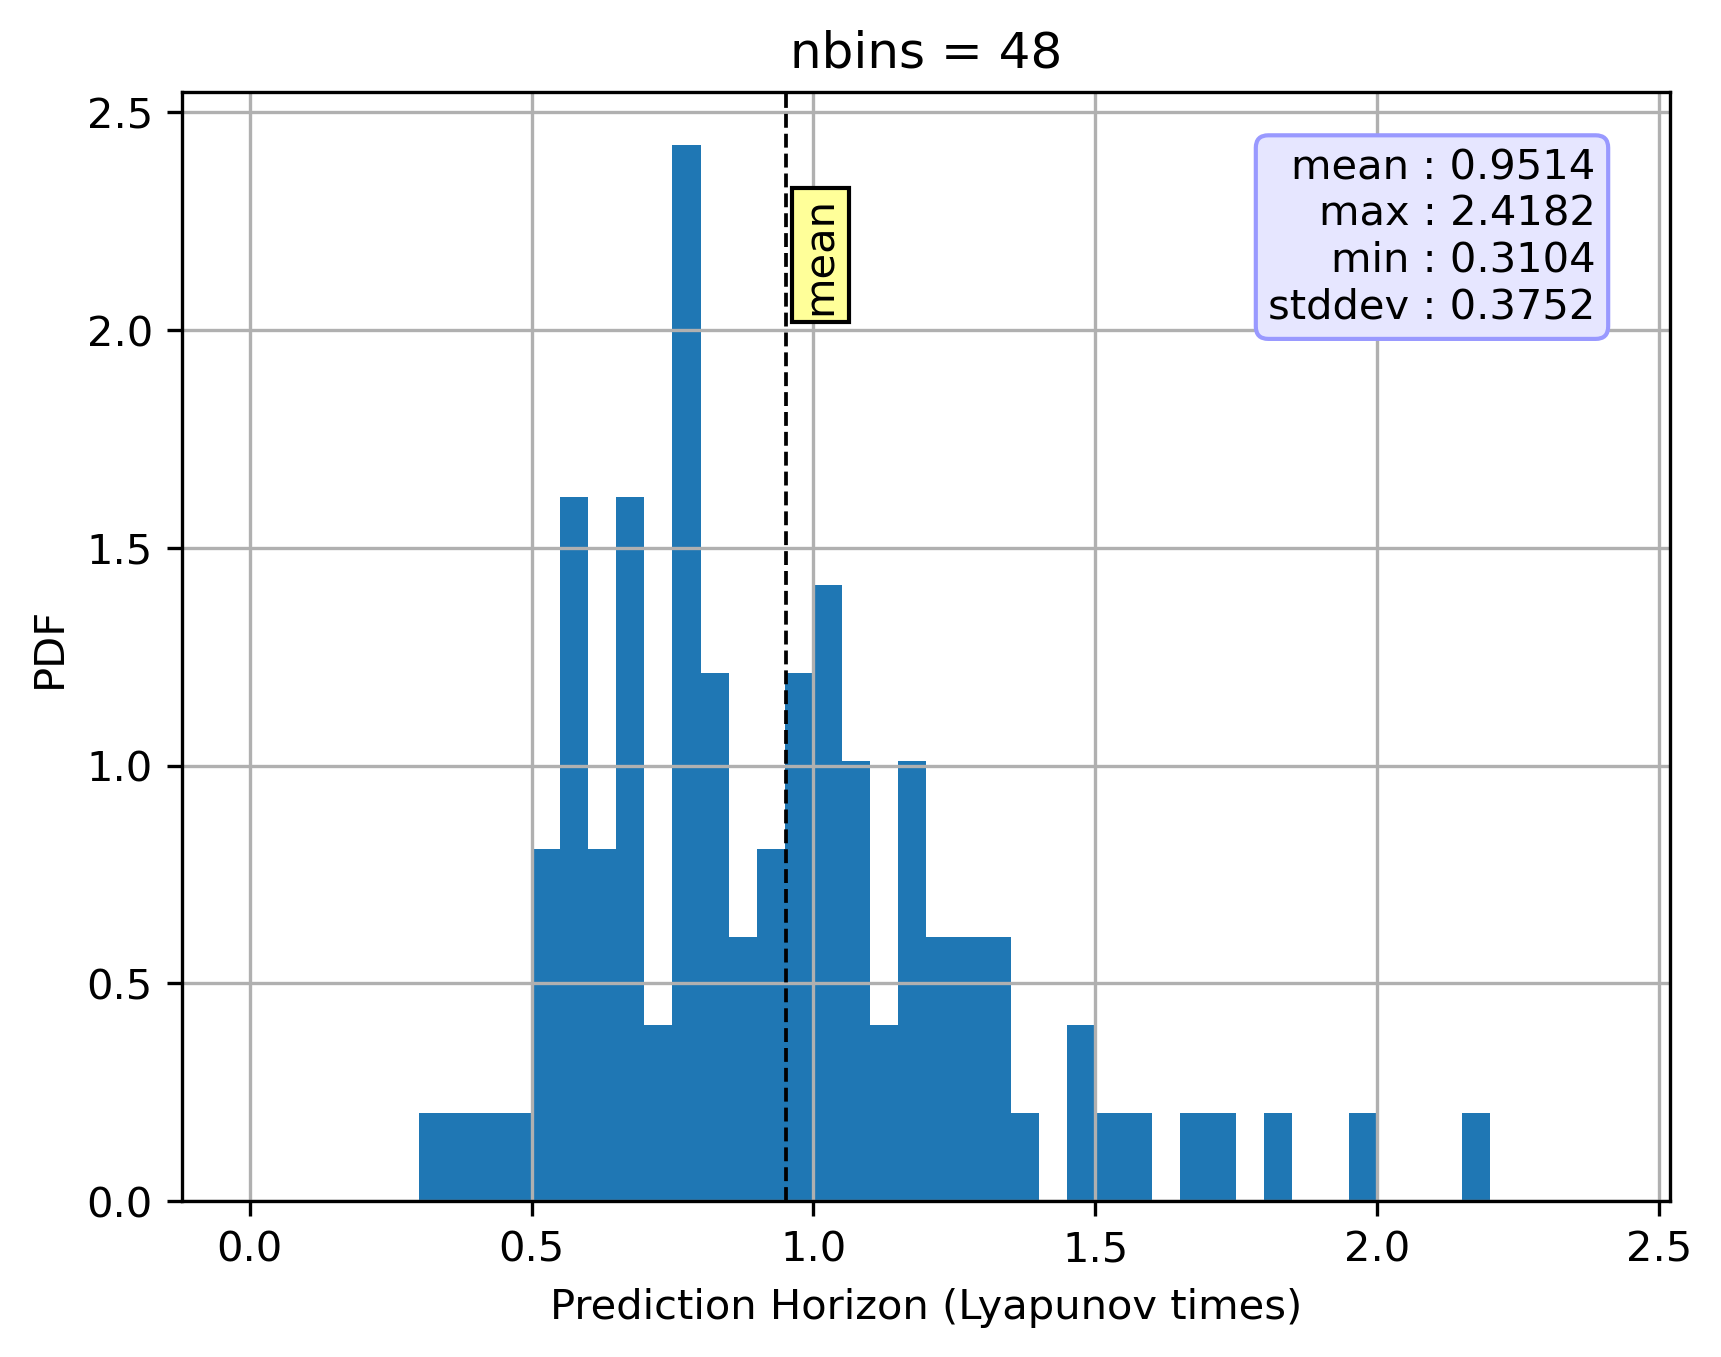 nbins = 48
2.5
2.0
1.5
1.0
0.5
0.0
PDF
mean
mean : 0.9514
max : 2.4182
min : 0.3104
stddev : 0.3752
0.0 0.5 1.0 1.5 2.0 2.5
Prediction Horizon (Lyapunov times)